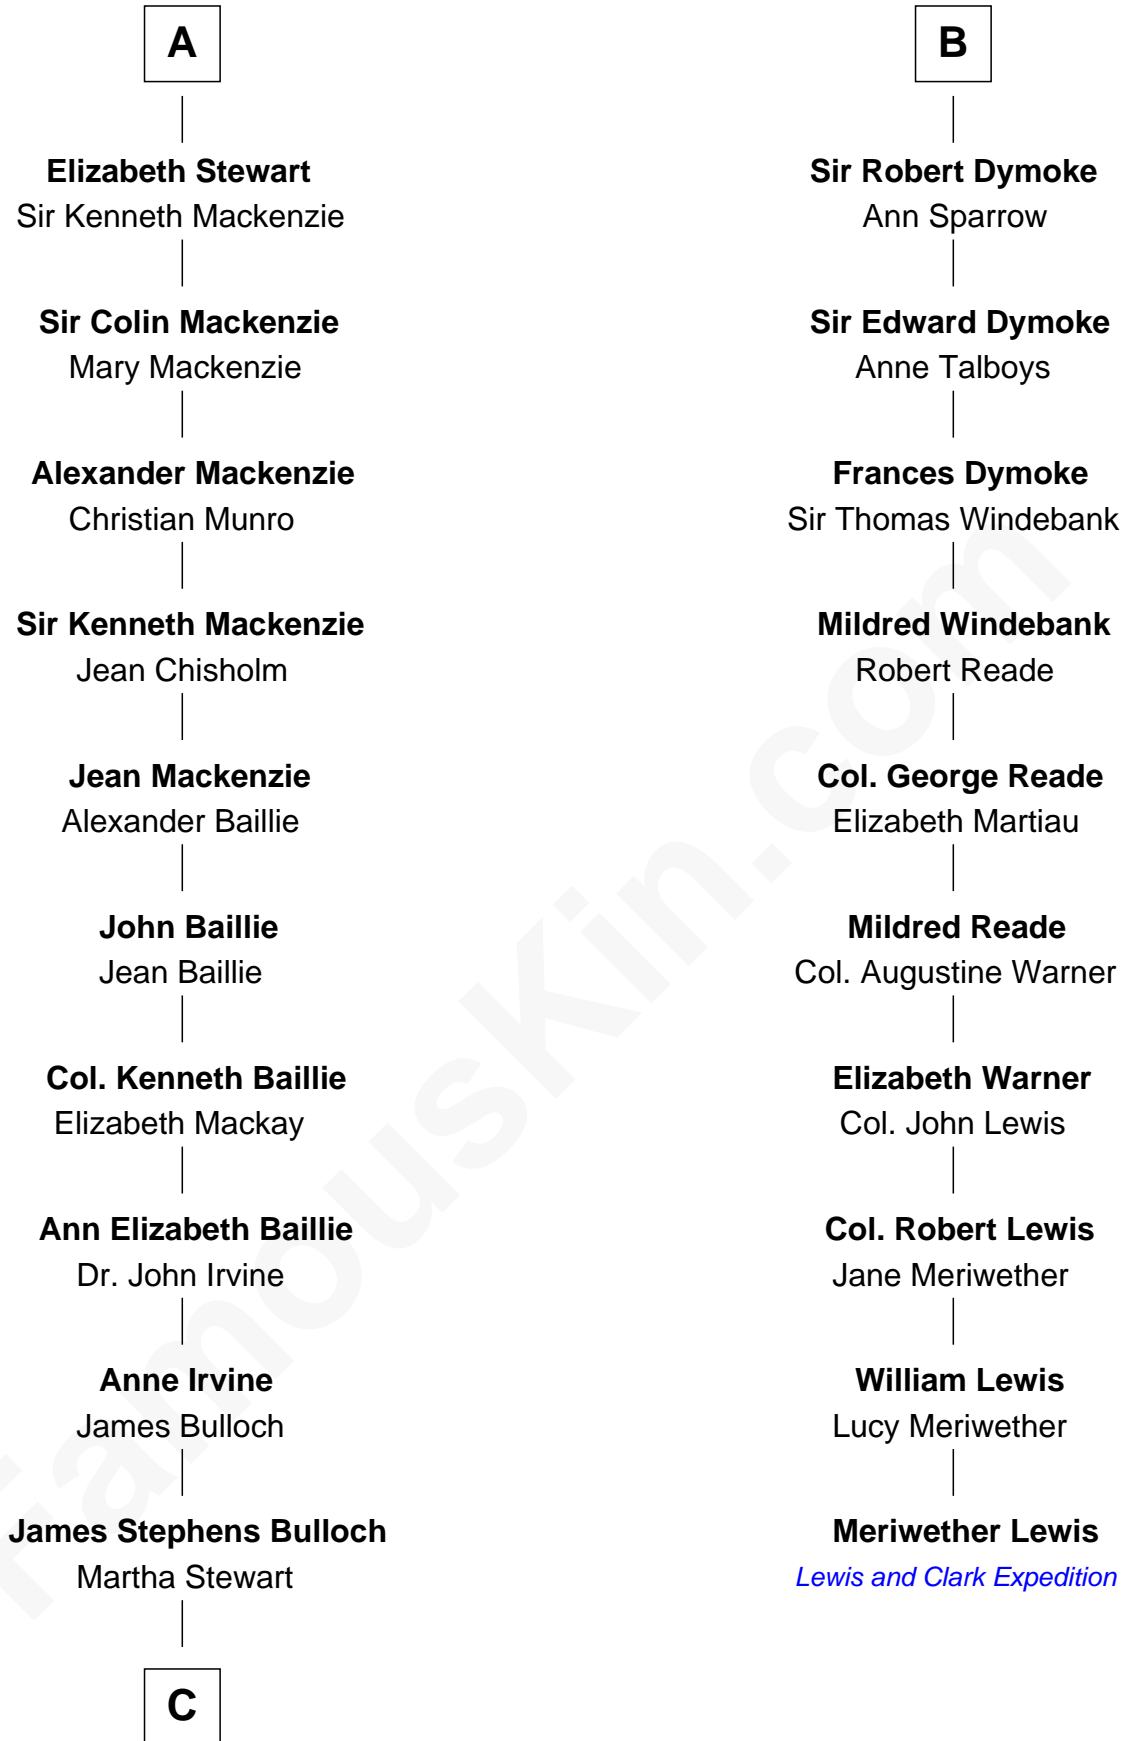 A
Elizabeth Stewart
Sir Kenneth Mackenzie
Sir Colin Mackenzie
Mary Mackenzie
Alexander Mackenzie
Christian Munro
Sir Kenneth Mackenzie
Jean Chisholm
Jean Mackenzie
Alexander Baillie
John Baillie
Jean Baillie
Col. Kenneth Baillie
Elizabeth Mackay
Ann Elizabeth Baillie
Dr. John Irvine
Anne Irvine
James Bulloch
James Stephens Bulloch
Martha Stewart
C
B
Sir Robert Dymoke
Ann Sparrow
Sir Edward Dymoke
Anne Talboys
Frances Dymoke
Sir Thomas Windebank
Mildred Windebank
Robert Reade
Col. George Reade
Elizabeth Martiau
Mildred Reade
Col. Augustine Warner
Elizabeth Warner
Col. John Lewis
Col. Robert Lewis
Jane Meriwether
William Lewis
Lucy Meriwether
Meriwether Lewis
Lewis and Clark Expedition
FamousKin.com